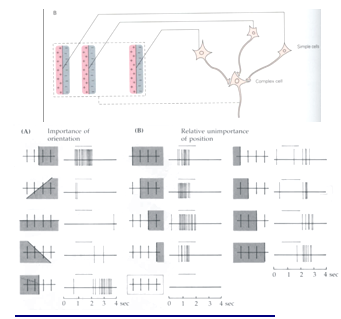 B
Simple cells
Complex cell
(A) Importance of orientation
(B) Relative unimportance of position
0 1 2 3 4 sec
0 1 2 3 4 sec
0 1 2 3 4 sec